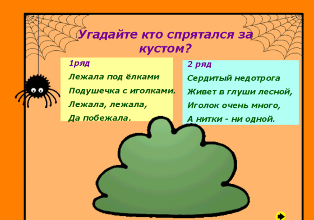 Угадайте кто спрятался за
кустом?
1ряд
Лежала под ёлками
Подушечка с иголками.
Лежала, лежала,
Да побежала.
2 ряд
Сердитый недотрога
Живет в глуши лесной,
Иголок очень много,
А нитки - ни одной.